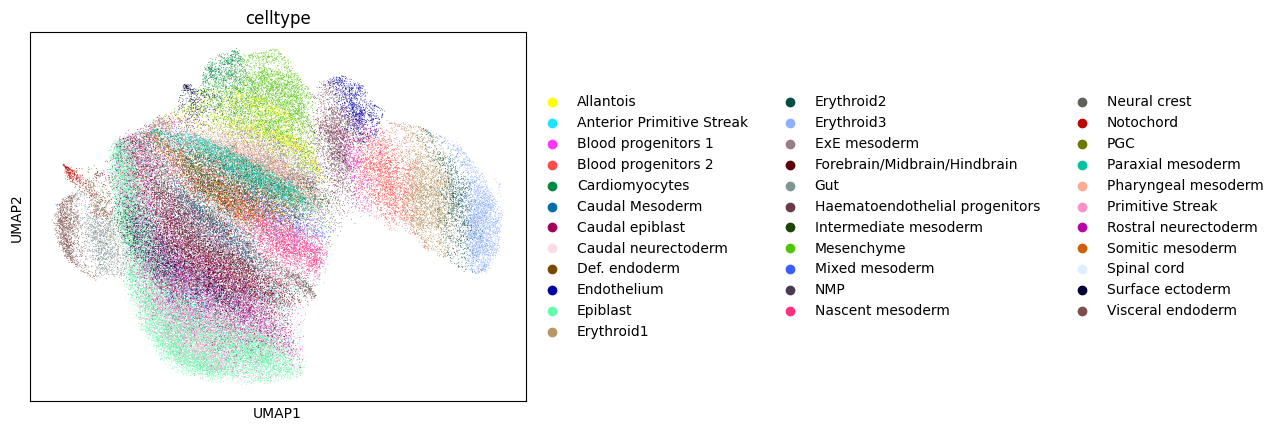 celltype
UMAP2
UMAP1
Allantois
Anterior Primitive Streak
Blood progenitors 1
Blood progenitors 2
Cardiomyocytes
Caudal Mesoderm
Caudal epiblast
Caudal neurectoderm
Def. endoderm
Endothelium
Epiblast
Erythroid1
Erythroid2
Erythroid3
ExE mesoderm
Forebrain/Midbrain/Hindbrain
Gut
Haematoendothelial progenitors
Intermediate mesoderm
Mesenchyme
Mixed mesoderm
NMP
Nascent mesoderm
Neural crest
Notochord
PGC
Paraxial mesoderm
Pharyngeal mesoderm
Primitive Streak
Rostral neurectoderm
Somitic mesoderm
Spinal cord
Surface ectoderm
Visceral endoderm